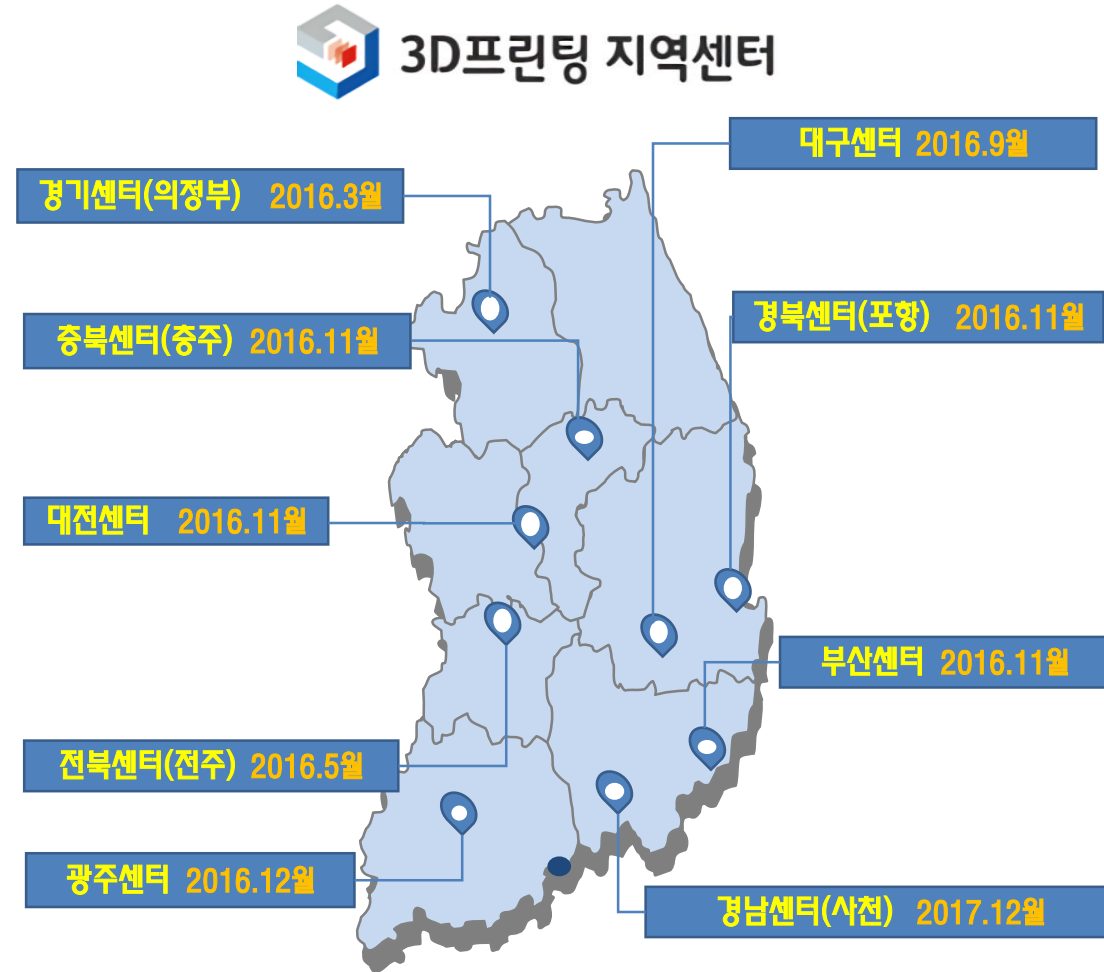 3D프린팅 지역센터
대구센터 2016.9월
경기센터(의정부) 2016.3월
경북센터(포항) 2016.11월
충북센터(충주) 2016.11월
대전센터 2016.11월
부산센터 2016.11월
전북센터(전주) 2016.5월
광주센터 2016.12월
경남센터(사천) 2017.12월